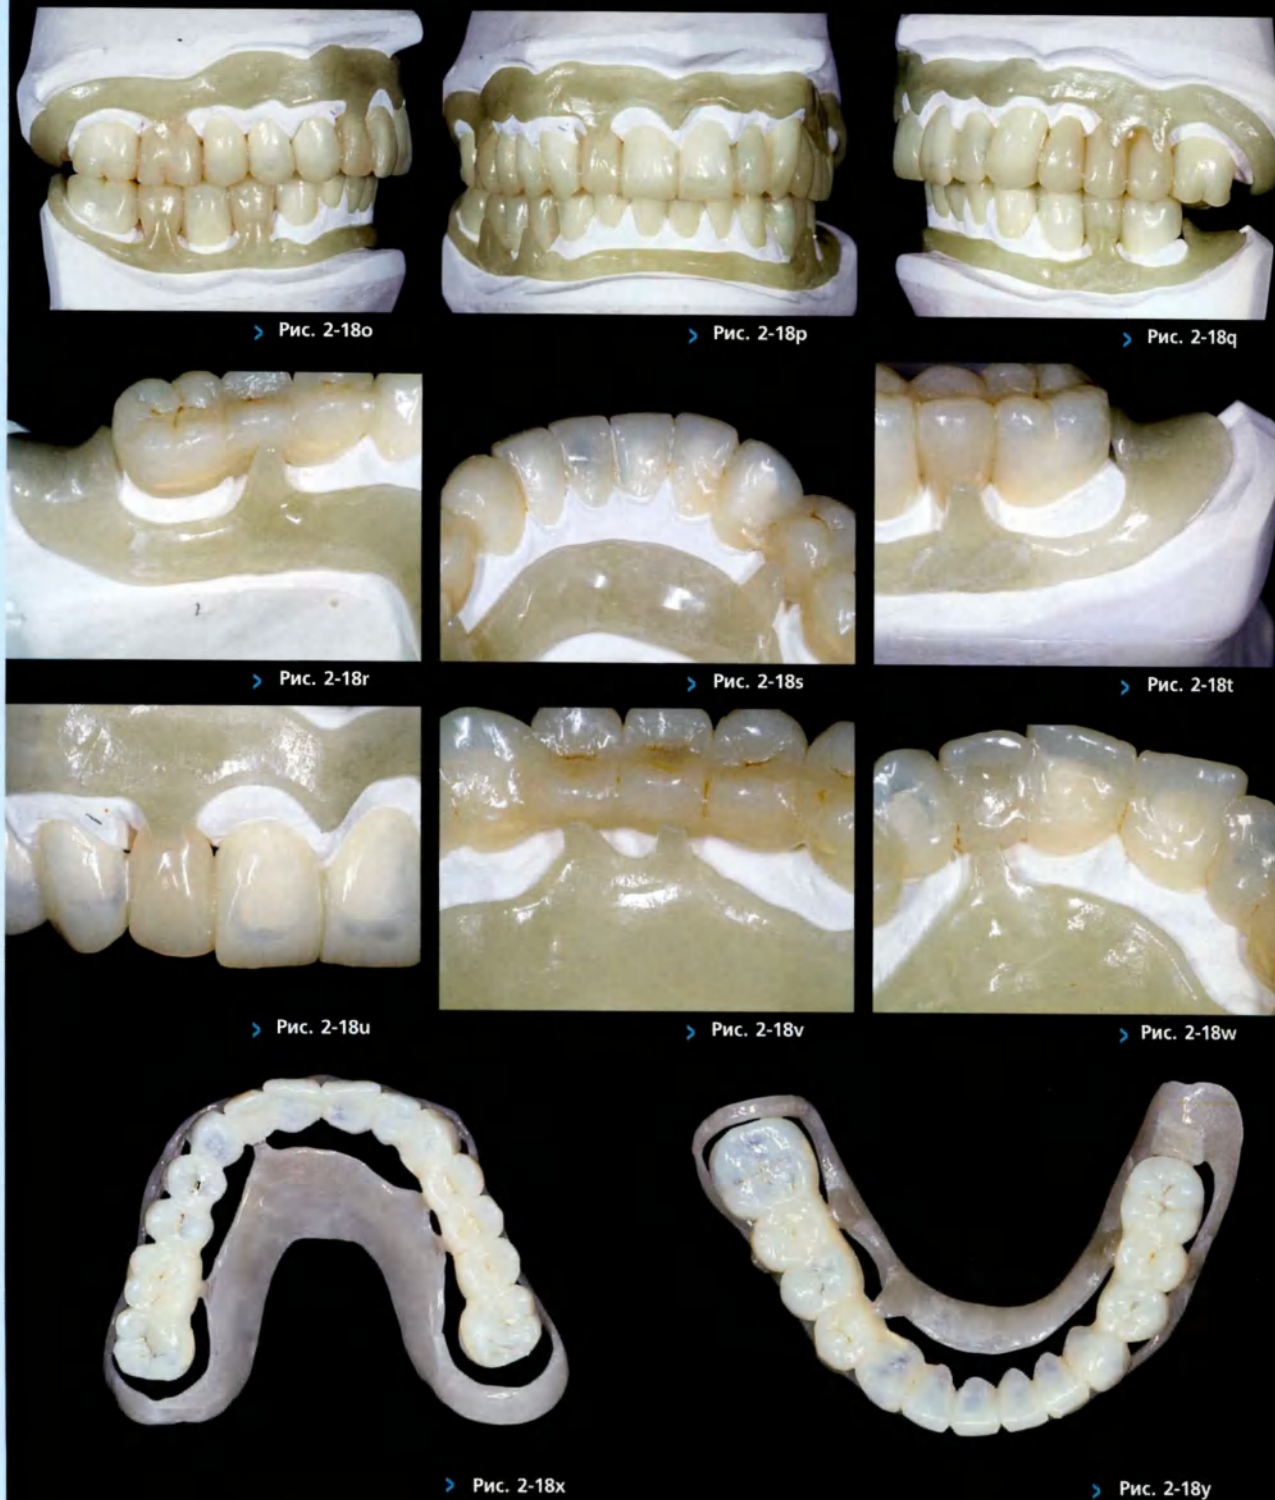 › Рис. 2-18o
› Рис. 2-18p
› Рис. 2-18q
› Рис. 2-18r
› Рис. 2-18s
› Рис. 2-18t
› Рис. 2-18u
› Рис. 2-18v
› Рис. 2-18w
› Рис. 2-18x
› Рис. 2-18y